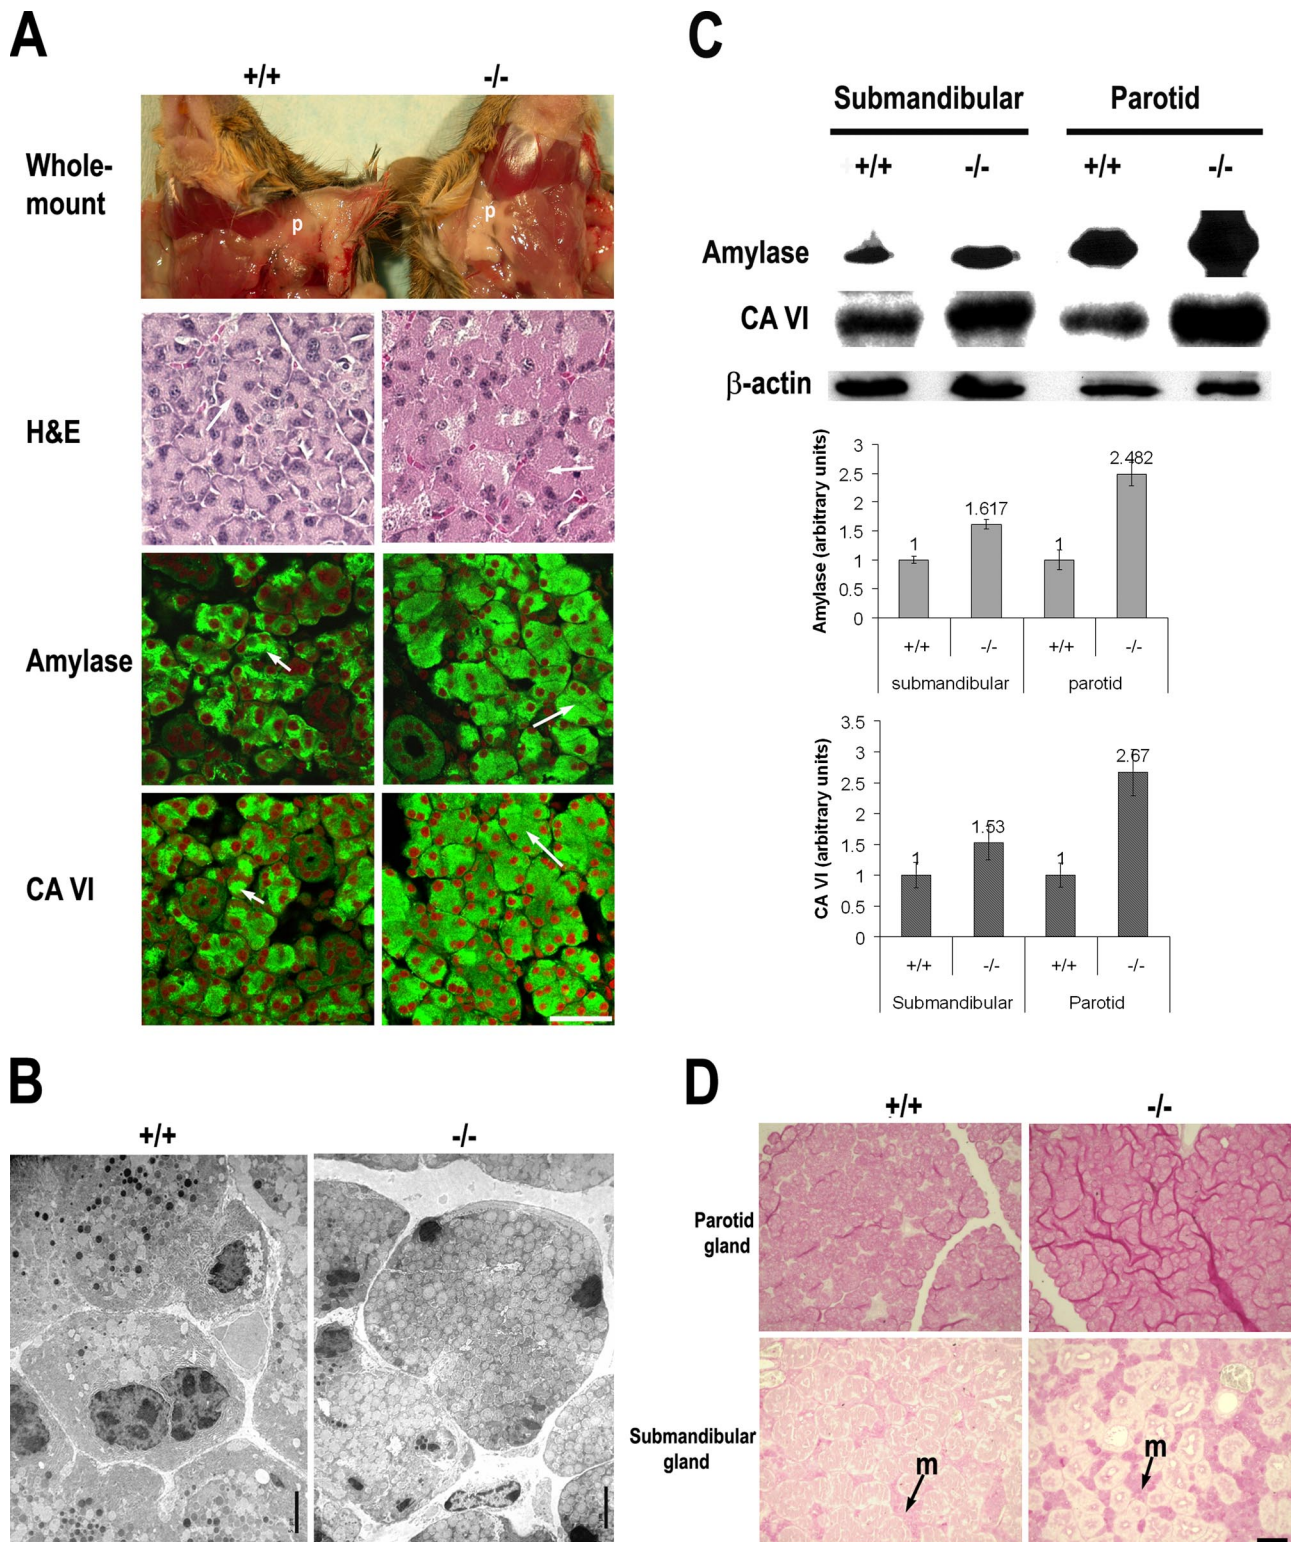 A
+/+ -/-
Whole-
mount
p p
H&E
Amylase
CA VI
B
+/+ -/-
C
Submandibular Parotid
+/+ -/- +/+ -/-
Amylase
CA VI
β-actin
Amylase (arbitrary units)
3
2.5
2
1.5
1
0.5
0
1 1.617 1 2.482
+/+ -/- +/+ -/-
submandibular parotid
CA VI (arbitrary units)
3.5
3
2.5
2
1.5
1
0.5
0
1 1.53 1 2.67
+/+ -/- +/+ -/-
Submandibular Parotid
D
+/+ -/-
Parotid
gland
Submandibular
gland
m m